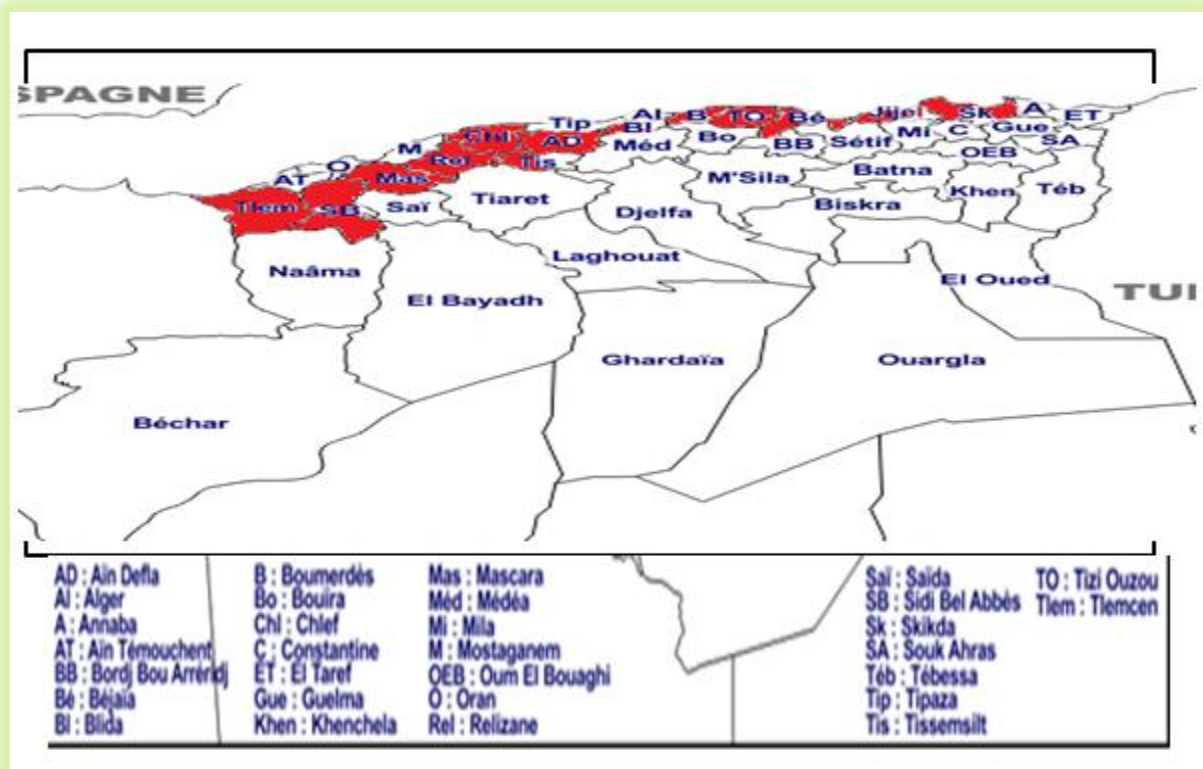 SPAGNE
Tip
Al
B
TO
Bé
Jijel
Sk
A
ET
M
Chl
AD
Bl
Méd
Bo
BB
Sétif
Mi
C
Gue
SA
O
Rel
Tis
OEB
AT
Mas
M'Sila
Batna
Tlem
SB
Saï
Tiaret
Djelfa
Biskra
Khen
Téb
Naâma
Laghouat
El Bayadh
El Oued
TUI
Ghardaïa
Ouargla
Béchar
AD : Aïn Defla
Al : Alger
A : Annaba
AT : Aïn Témouchent
BB : Bordj Bou Arréridj
Bé : Béjaïa
Bl : Blida
B : Boumerdès
Bo : Bouira
Chl : Chlef
C : Constantine
ET : El Taref
Gue : Guelma
Khen : Khenchela
Mas : Mascara
Méd : Médéa
Mi : Mila
M : Mostaganem
OEB : Oum El Bouaghi
O : Oran
Rel : Relizane
Saï : Saïda
SB : Sidi Bel Abbès
Sk : Skikda
SA : Souk Ahras
Téb : Tébessa
Tip : Tipaza
Tis : Tissemsilt
TO : Tizi Ouzou
Tlem : Tlemcen